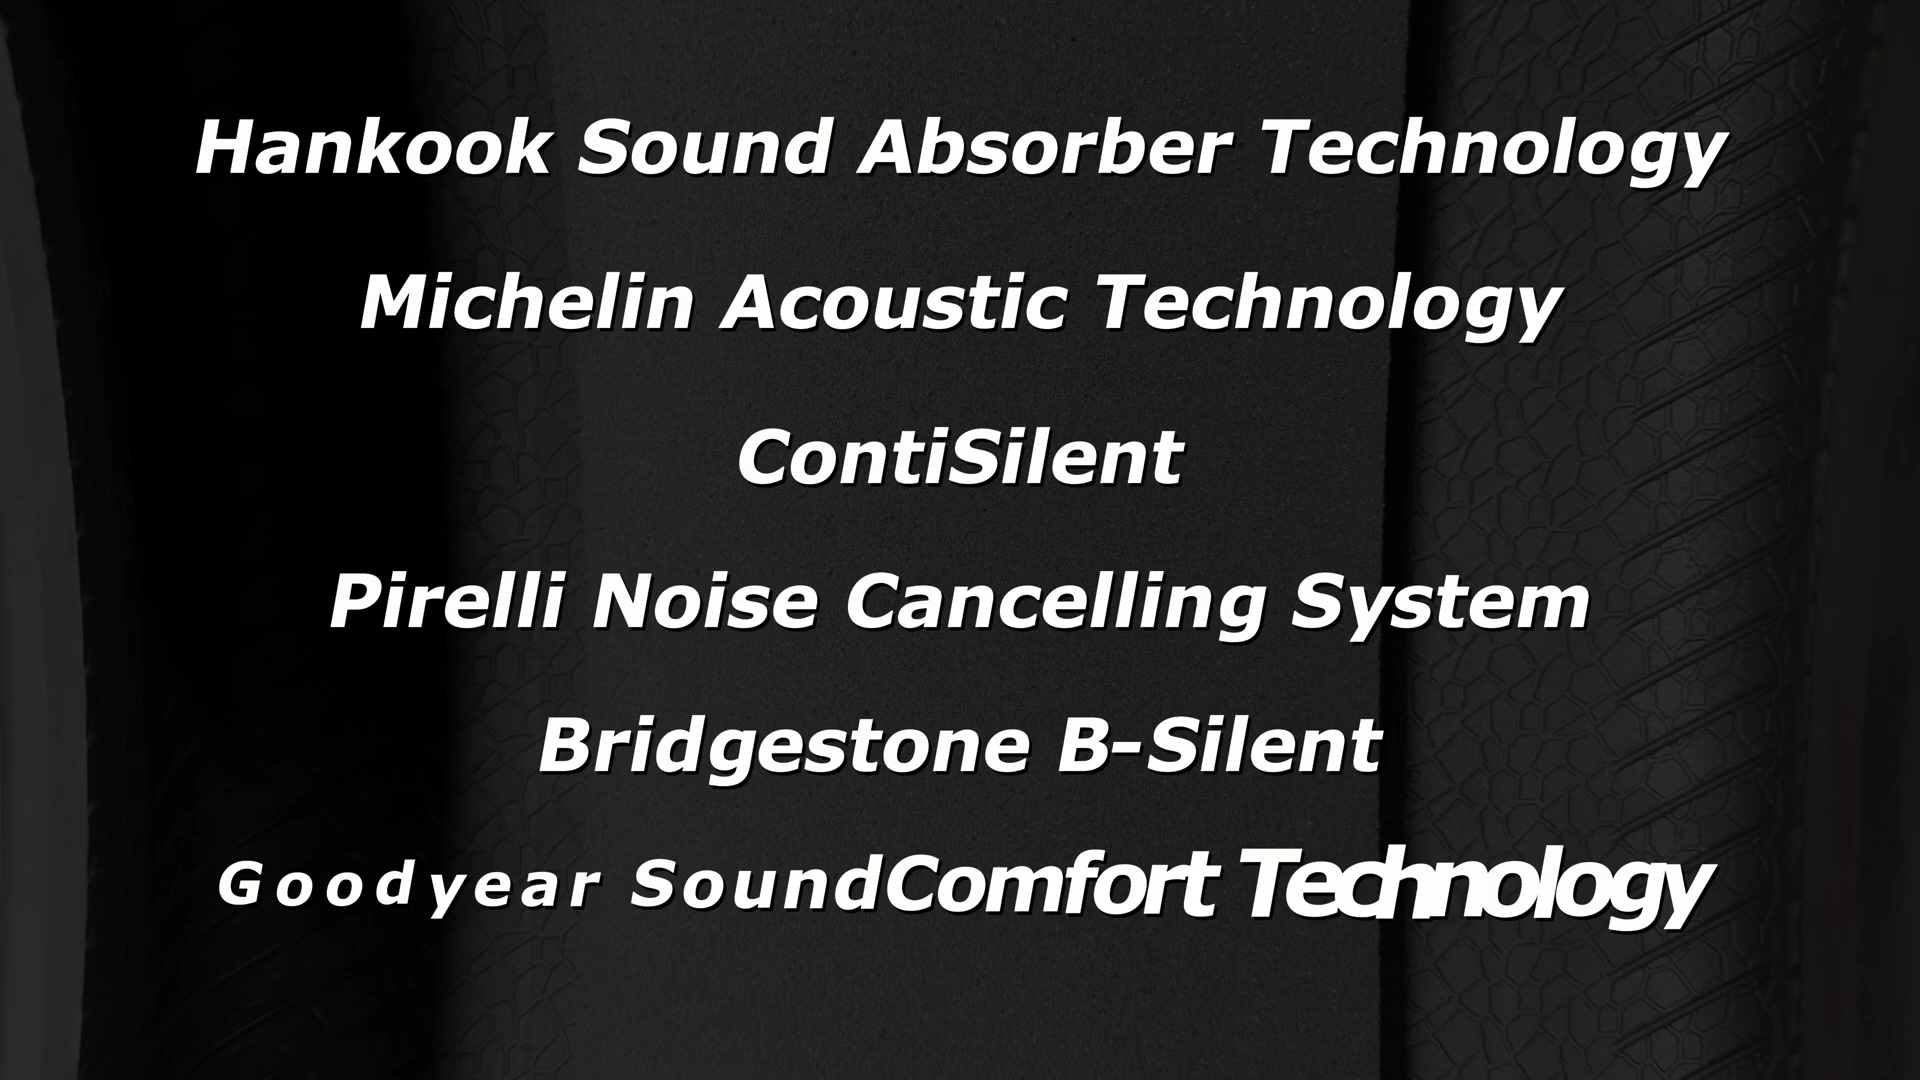 Hankook Sound Absorber Technology
Michelin Acoustic Technology
ContiSilent
Pirelli Noise Cancelling System
Bridgestone B-Silent
Goodyear SoundComfort Technology